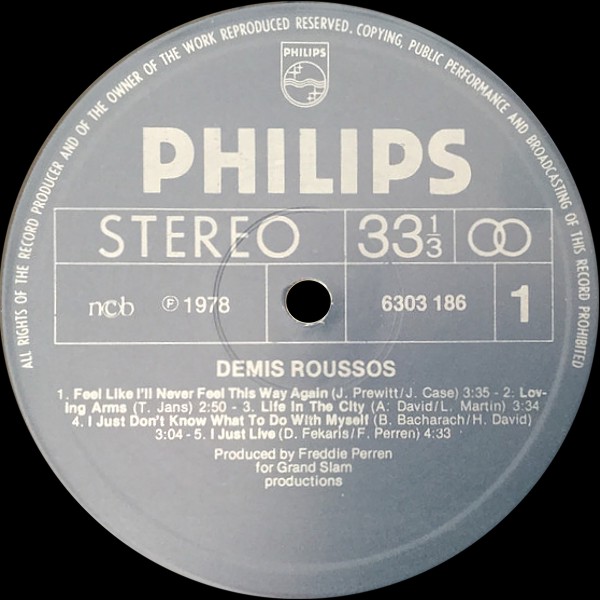 ALL RIGHTS OF THE RECORD PRODUCER AND OF THE OWNER OF THE WORK REPRODUCED RESERVED. COPYING, PUBLIC PERFORMANCE AND BROADCASTING OF THIS RECORD PROHIBITED
PHILIPS
PHILIPS
STEREO 33 1/3
ncb ℗ 1978 6303 186 1
DEMIS ROUSSOS
1. Feel Like I'll Never Feel This Way Again (J. Prewitt/J. Case) 3:35 - 2. Lov-
ing Arms (T. Jans) 2:50 - 3. Life In The City (A. David/L. Martin) 3:34
4. I Just Don't Know What To Do With Myself (B. Bacharach/H. David)
3:04 - 5. I Just Live (D. Fekaris/F. Perren) 4:33
Produced by Freddie Perren
for Grand Slam
productions